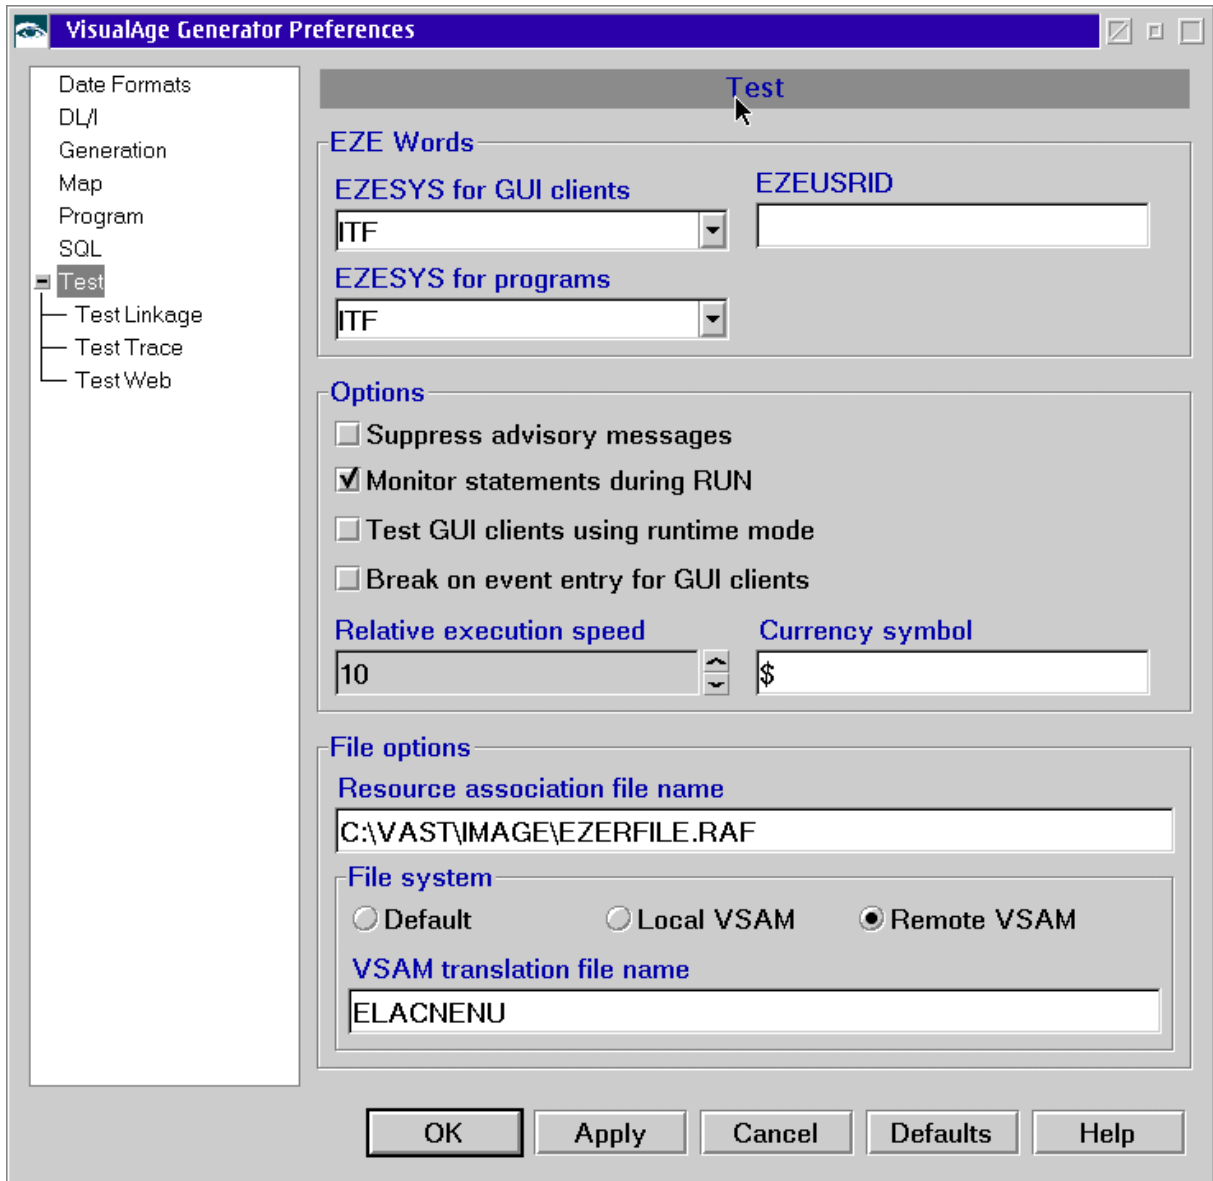 VisualAge Generator Preferences
Date Formats
DL/I
Generation
Map
Program
SQL
Test
Test Linkage
Test Trace
Test Web
Test
EZE Words
EZESYS for GUI clients
EZEUSRID
ITF
EZESYS for programs
ITF
Options
Suppress advisory messages
Monitor statements during RUN
Test GUI clients using runtime mode
Break on event entry for GUI clients
Relative execution speed
Currency symbol
10
$
File options
Resource association file name
C:\VAST\IMAGE\EZERFILE.RAF
File system
Default
Local VSAM
Remote VSAM
VSAM translation file name
ELACNENU
OK
Apply
Cancel
Defaults
Help